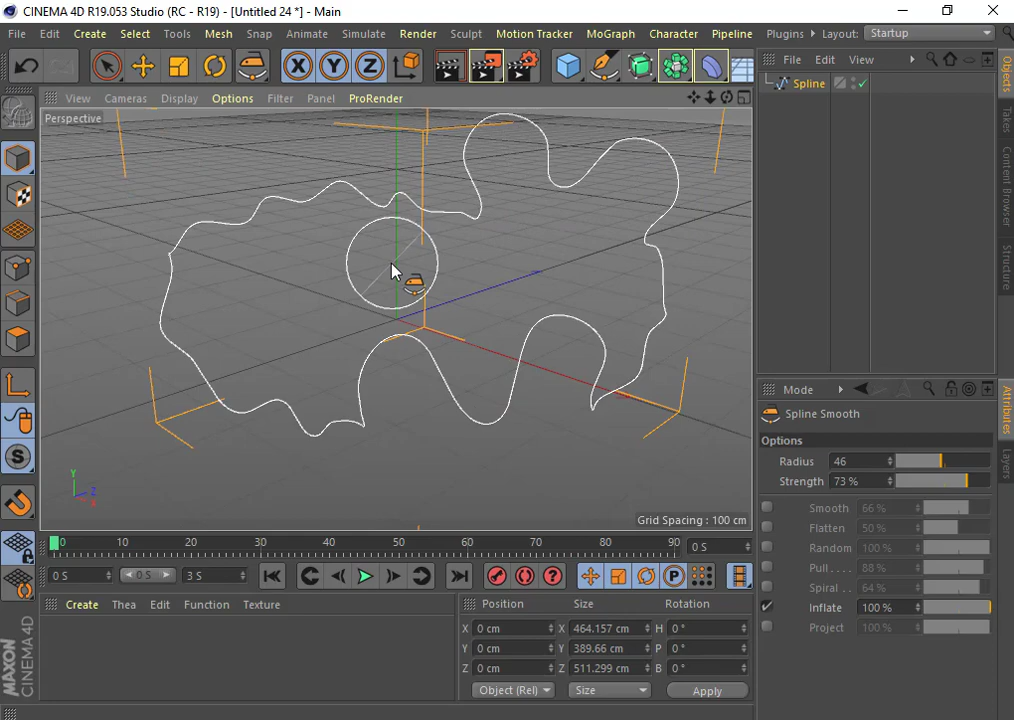 CINEMA 4D R19.053 Studio (RC - R19) - [Untitled 24 *] - Main
File Edit Create Select Tools Mesh Snap Animate Simulate Render Sculpt Motion Tracker MoGraph Character Pipeline Plugins Layout: Startup
X Y Z
File Edit View
Objects
Takes
Content Browser
Structure
Spline
View Cameras Display Options Filter Panel ProRender
Perspective
Y
Z
X
Grid Spacing : 100 cm
Mode
Attributes
Layers
Spline Smooth
Options
Radius 46
Strength 73 %
Smooth 66 %
Flatten 50 %
Random 100 %
Pull.... 88 %
Spiral .. 64 %
Inflate 100 %
Project 100 %
S
0 10 20 30 40 50 60 70 80 90 0 S
0 S 0 S 3 S
P
Create Thea Edit Function Texture
Position Size Rotation
X 0 cm X 464.157 cm H 0 °
Y 0 cm Y 389.66 cm P 0 °
Z 0 cm Z 511.299 cm B 0 °
Object (Rel) Size Apply
MAXON
CINEMA 4D